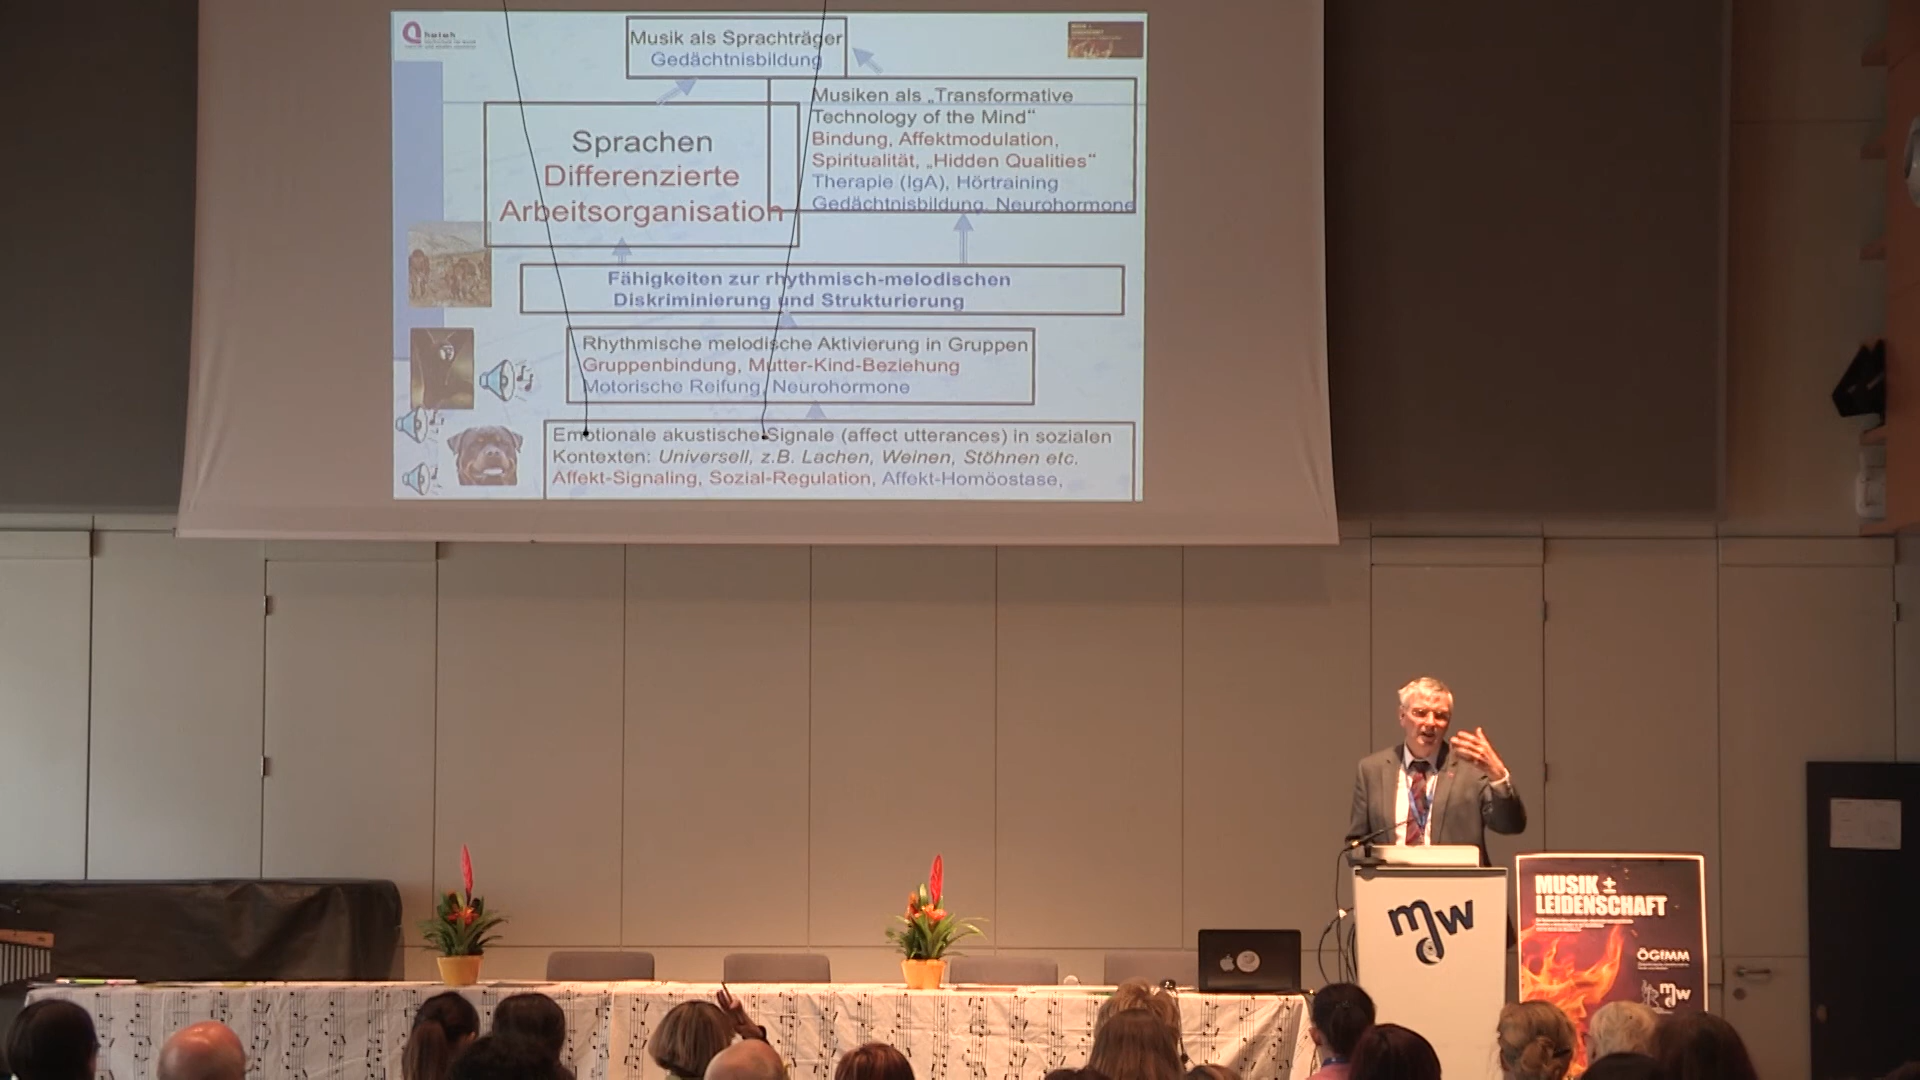 Musik als Sprachträger
Gedächtnisbildung
Musiken als „Transformative
Technology of the Mind“
Bindung, Affektmodulation,
Spiritualität, „Hidden Qualities“
Therapie (IgA), Hörtraining
Gedächtnisbildung, Neurohormone
Sprachen
Differenzierte
Arbeitsorganisation
Fähigkeiten zur rhythmisch-melodischen
Diskriminierung und Strukturierung
Rhythmische melodische Aktivierung in Gruppen
Gruppenbindung, Mutter-Kind-Beziehung
Motorische Reifung, Neurohormone
Emotionale akustische Signale (affect utterances) in sozialen
Kontexten: Universell, z.B. Lachen, Weinen, Stöhnen etc.
Affekt-Signaling, Sozial-Regulation, Affekt-Homöostase,
mdw
MUSIK ±
LEIDENSCHAFT
ÖGfMM
mdw